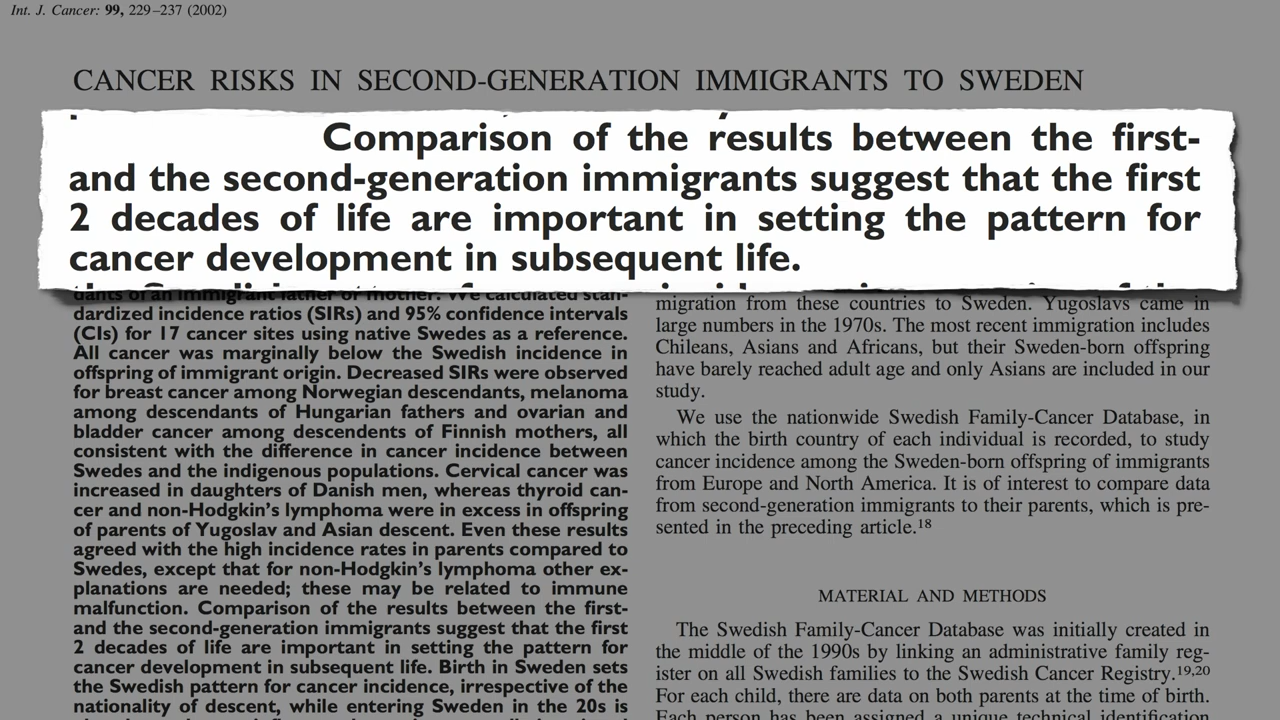 Int. J. Cancer: 99, 229–237 (2002)
CANCER RISKS IN SECOND-GENERATION IMMIGRANTS TO SWEDEN
Comparison of the results between the first-
and the second-generation immigrants suggest that the first
2 decades of life are important in setting the pattern for
cancer development in subsequent life.
dants of an immigrant father or mother. We calculated stan-
dardized incidence ratios (SIRs) and 95% confidence intervals
(CIs) for 17 cancer sites using native Swedes as a reference.
All cancer was marginally below the Swedish incidence in
offspring of immigrant origin. Decreased SIRs were observed
for breast cancer among Norwegian descendants, melanoma
among descendants of Hungarian fathers and ovarian and
bladder cancer among descendents of Finnish mothers, all
consistent with the difference in cancer incidence between
Swedes and the indigenous populations. Cervical cancer was
increased in daughters of Danish men, whereas thyroid can-
cer and non-Hodgkin's lymphoma were in excess in offspring
of parents of Yugoslav and Asian descent. Even these results
agreed with the high incidence rates in parents compared to
Swedes, except that for non-Hodgkin's lymphoma other ex-
planations are needed; these may be related to immune
malfunction. Comparison of the results between the first-
and the second-generation immigrants suggest that the first
2 decades of life are important in setting the pattern for
cancer development in subsequent life. Birth in Sweden sets
the Swedish pattern for cancer incidence, irrespective of the
nationality of descent, while entering Sweden in the 20s is
migration from these countries to Sweden. Yugoslavs came in
large numbers in the 1970s. The most recent immigration includes
Chileans, Asians and Africans, but their Sweden-born offspring
have barely reached adult age and only Asians are included in our
study.
We use the nationwide Swedish Family-Cancer Database, in
which the birth country of each individual is recorded, to study
cancer incidence among the Sweden-born offspring of immigrants
from Europe and North America. It is of interest to compare data
from second-generation immigrants to their parents, which is pre-
sented in the preceding article.18
MATERIAL AND METHODS
The Swedish Family-Cancer Database was initially created in
the middle of the 1990s by linking an administrative family reg-
ister on all Swedish families to the Swedish Cancer Registry.19,20
For each child, there are data on both parents at the time of birth.
Each person has been assigned a unique technical identification